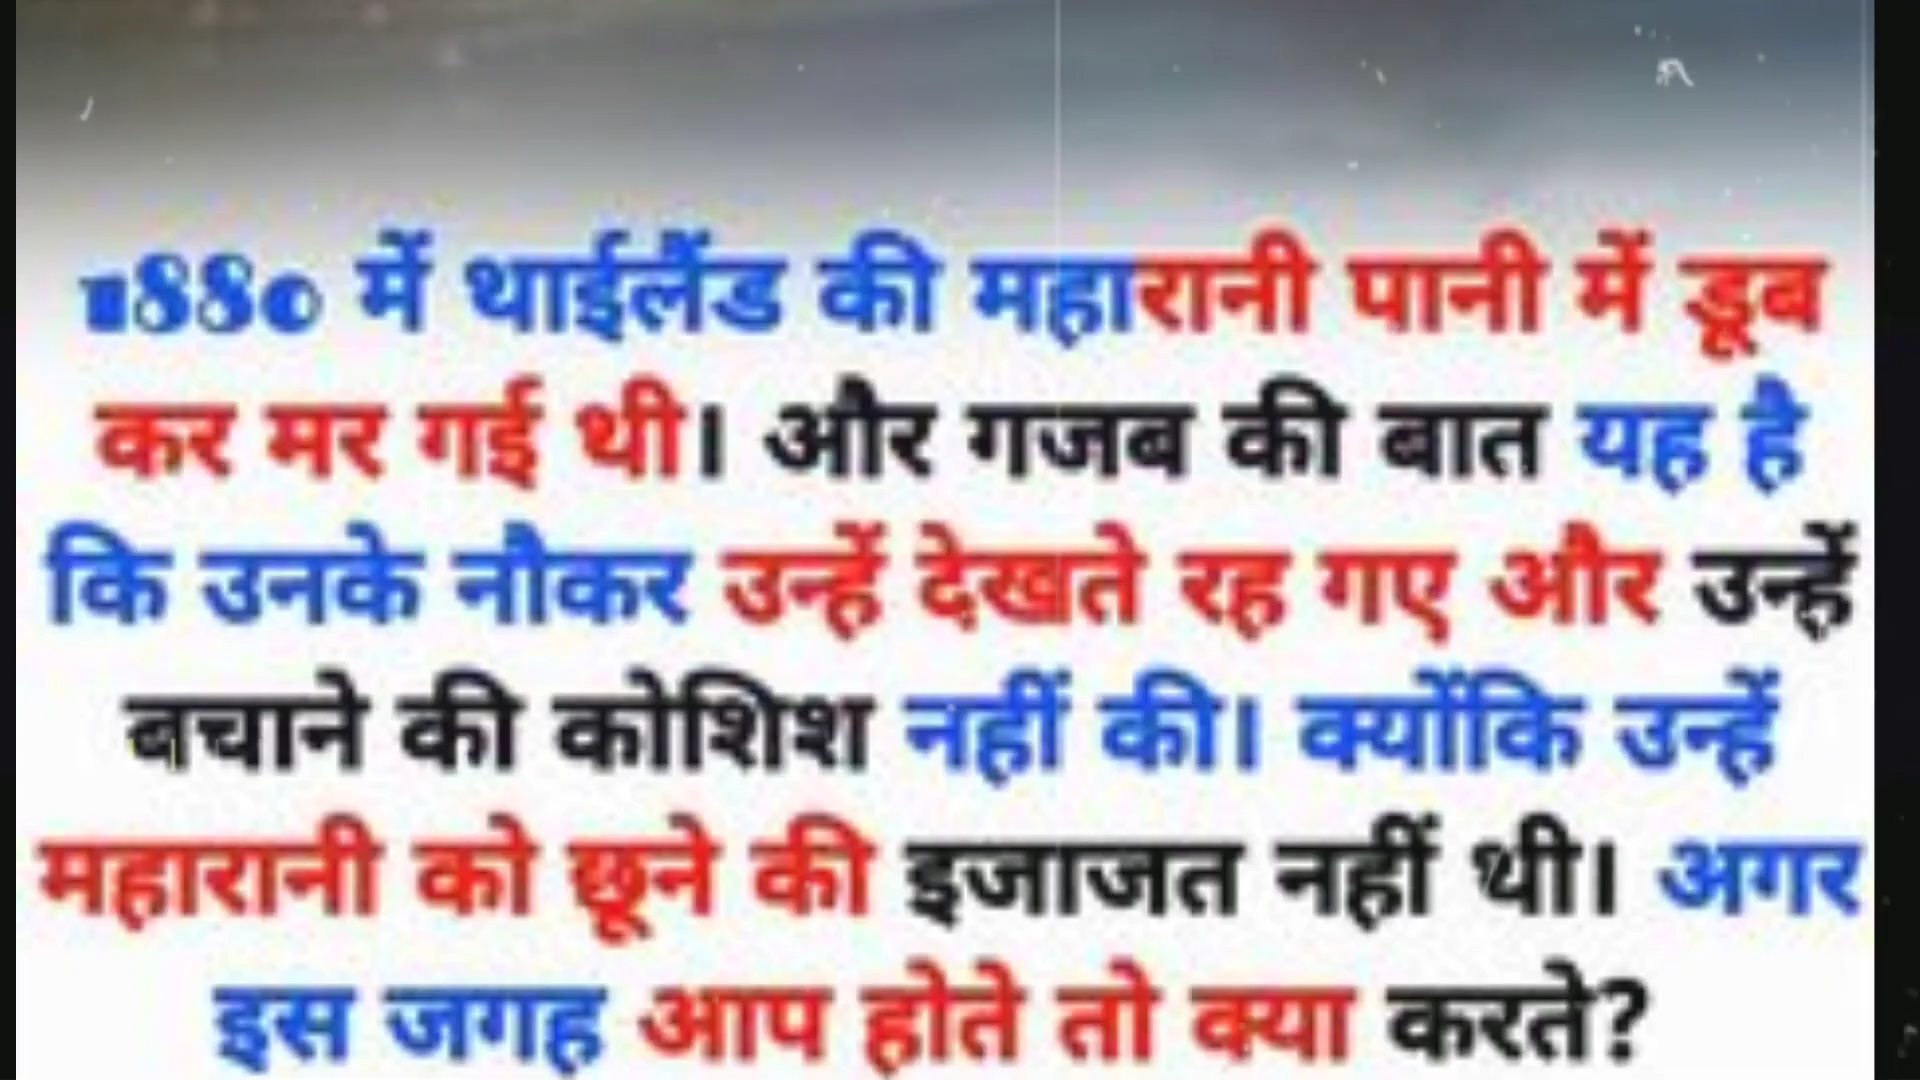 1880 में थाईलैंड की महारानी पानी में डूब
कर मर गई थी। और गजब की बात यह है
कि उनके नौकर उन्हें देखते रह गए और उन्हें
बचाने की कोशिश नहीं की। क्योंकि उन्हें
महारानी को छूने की इजाजत नहीं थी। अगर
इस जगह आप होते तो क्या करते?